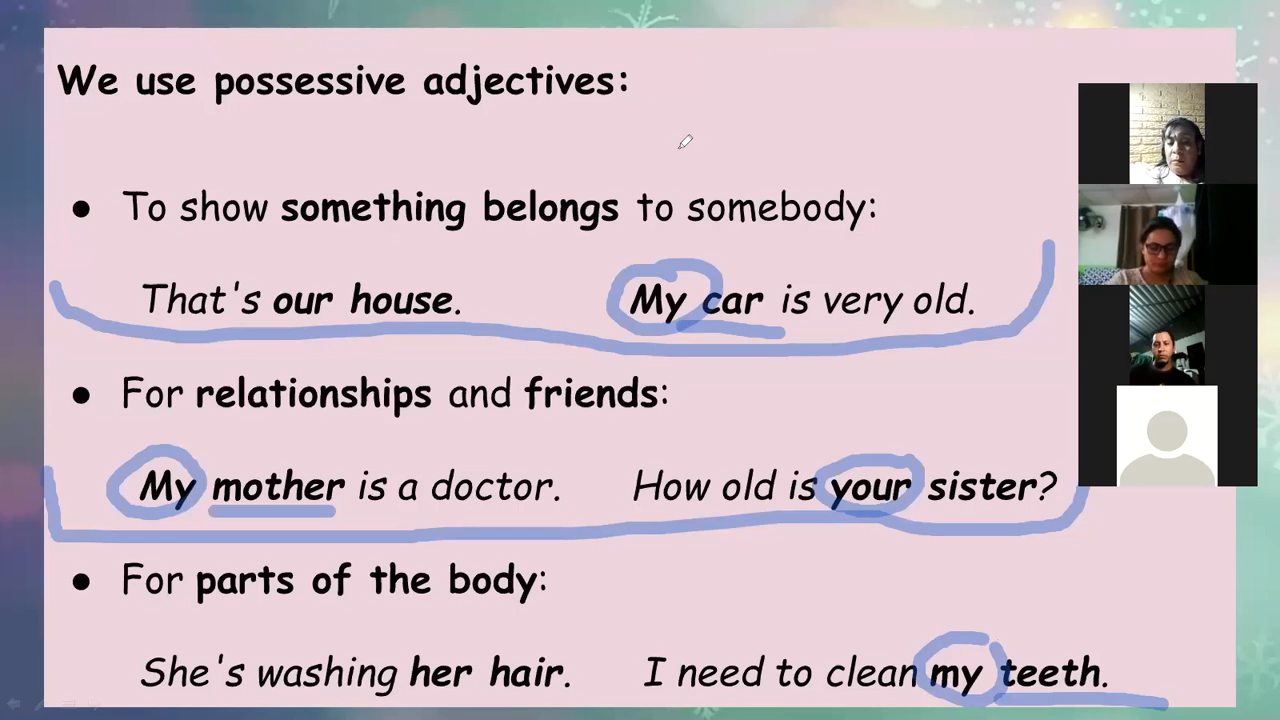 We use possessive adjectives:
● To show something belongs to somebody:
That's our house. My car is very old.
● For relationships and friends:
My mother is a doctor. How old is your sister?
● For parts of the body:
She's washing her hair. I need to clean my teeth.